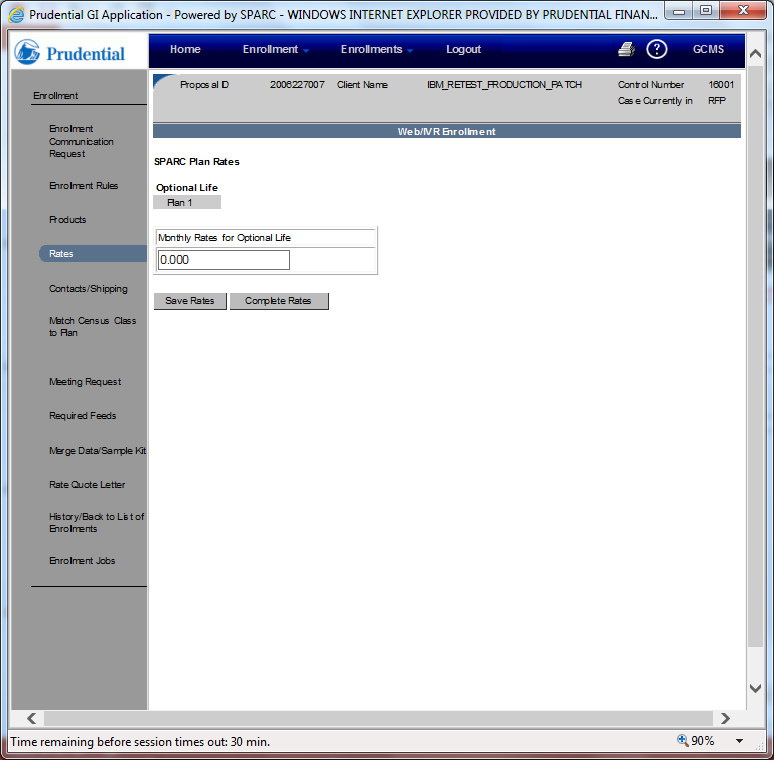 Prudential GI Application - Powered by SPARC - WINDOWS INTERNET EXPLORER PROVIDED BY PRUDENTIAL FINAN...
Prudential
Home Enrollment Enrollments Logout ? GCMS
Enrollment
Enrollment
Communication
Request
Enrollment Rules
Products
Rates
Contacts/Shipping
Match Census Class
to Plan
Meeting Request
Required Feeds
Merge Data/Sample Kit
Rate Quote Letter
History/Back to List of
Enrollments
Enrollment Jobs
Proposal ID 2006227007 Client Name IBM_RETEST_PRODUCTION_PATCH Control Number 16001
Case Currently in RFP
Web/IVR Enrollment
SPARC Plan Rates
Optional Life
Plan 1
Monthly Rates for Optional Life
0.000
Save Rates Complete Rates
Time remaining before session times out: 30 min. 90%